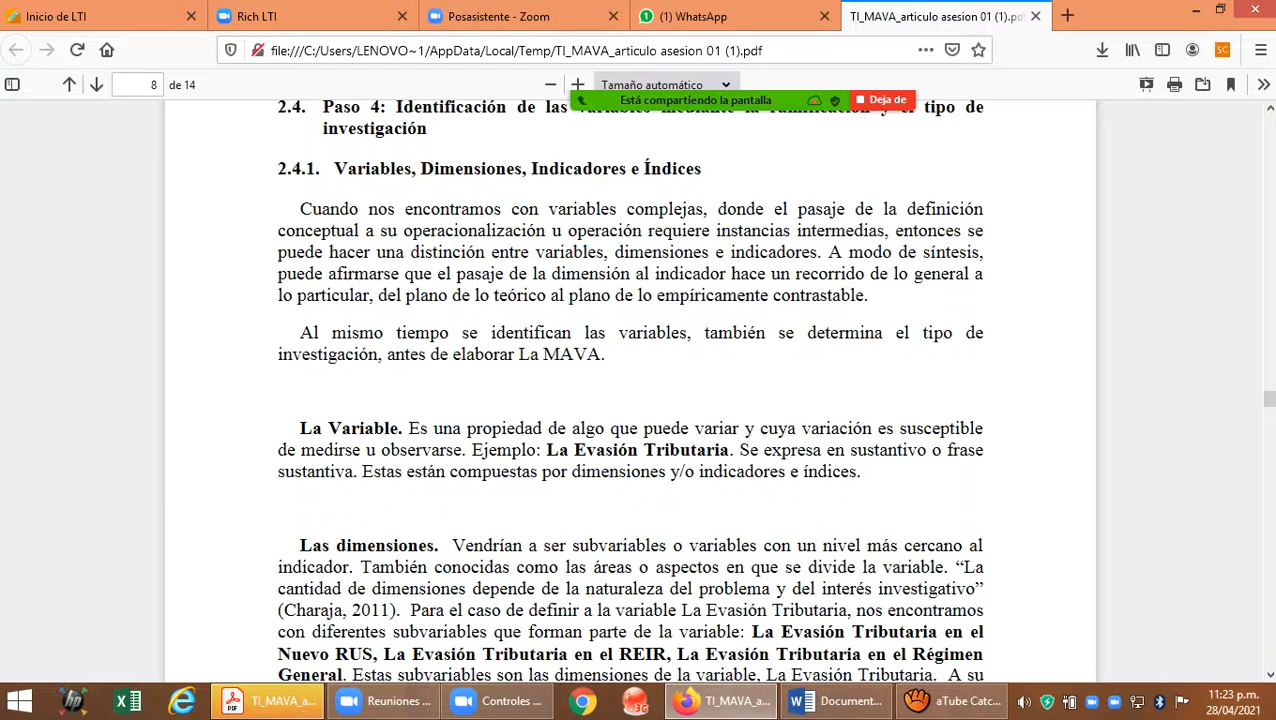 Inicio de LTI
Rich LTI
Posasistente - Zoom
(1) WhatsApp
TI_MAVA_articulo asesion 01 (1).pdf
file:///C:/Users/LENOVO~1/AppData/Local/Temp/TI_MAVA_articulo asesion 01 (1).pdf
SC
8 de 14
Tamaño automático
Está compartiendo la pantalla
Deja de
2.4. Paso 4: Identificación de las variables mediante la ramificación y el tipo de
investigación
2.4.1. Variables, Dimensiones, Indicadores e Índices
Cuando nos encontramos con variables complejas, donde el pasaje de la definición
conceptual a su operacionalización u operación requiere instancias intermedias, entonces se
puede hacer una distinción entre variables, dimensiones e indicadores. A modo de síntesis,
puede afirmarse que el pasaje de la dimensión al indicador hace un recorrido de lo general a
lo particular, del plano de lo teórico al plano de lo empíricamente contrastable.
Al mismo tiempo se identifican las variables, también se determina el tipo de
investigación, antes de elaborar La MAVA.
La Variable. Es una propiedad de algo que puede variar y cuya variación es susceptible
de medirse u observarse. Ejemplo: La Evasión Tributaria. Se expresa en sustantivo o frase
sustantiva. Estas están compuestas por dimensiones y/o indicadores e índices.
Las dimensiones. Vendrían a ser subvariables o variables con un nivel más cercano al
indicador. También conocidas como las áreas o aspectos en que se divide la variable. “La
cantidad de dimensiones depende de la naturaleza del problema y del interés investigativo”
(Charaja, 2011). Para el caso de definir a la variable La Evasión Tributaria, nos encontramos
con diferentes subvariables que forman parte de la variable: La Evasión Tributaria en el
Nuevo RUS, La Evasión Tributaria en el REIR, La Evasión Tributaria en el Régimen
General. Estas subvariables son las dimensiones de la variable, La Evasión Tributaria. A su
TI_MAVA_a...
Reuniones ...
Controles ...
TI_MAVA_a...
Document...
aTube Catc...
11:23 p.m.
28/04/2021